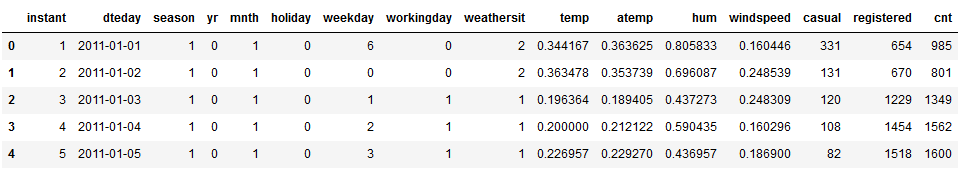 instant dteday season yr mnth holiday weekday workingday weathersit temp atemp hum windspeed casual registered cnt
0 1 2011-01-01 1 0 1 0 6 0 2 0.344167 0.363625 0.805833 0.160446 331 654 985
1 2 2011-01-02 1 0 1 0 0 0 2 0.363478 0.353739 0.696087 0.248539 131 670 801
2 3 2011-01-03 1 0 1 0 1 1 1 0.196364 0.189405 0.437273 0.248309 120 1229 1349
3 4 2011-01-04 1 0 1 0 2 1 1 0.200000 0.212122 0.590435 0.160296 108 1454 1562
4 5 2011-01-05 1 0 1 0 3 1 1 0.226957 0.229270 0.436957 0.186900 82 1518 1600